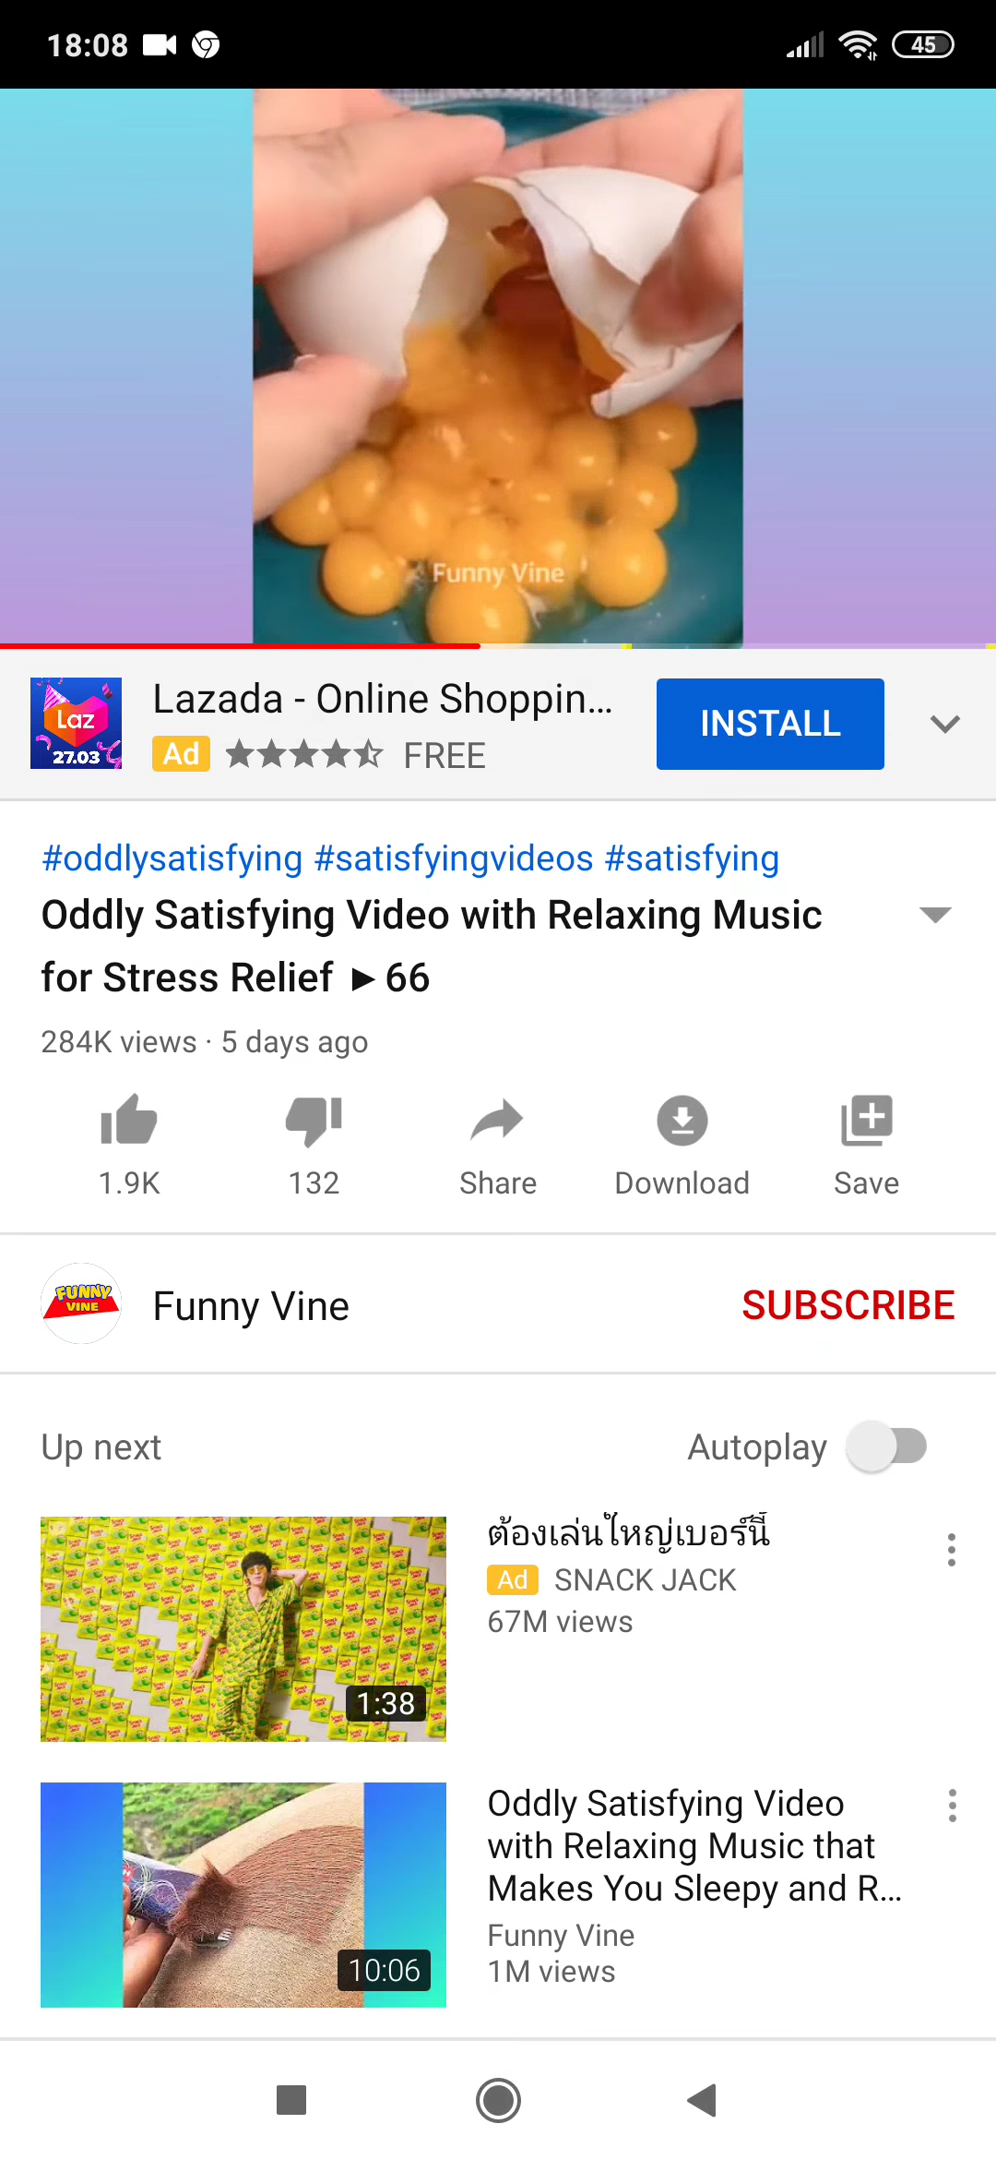 18:08
45
Funny Vine
Laz
27.03
Lazada - Online Shoppin...
Ad
FREE
INSTALL
#oddlysatisfying #satisfyingvideos #satisfying
Oddly Satisfying Video with Relaxing Music
for Stress Relief ►66
284K views · 5 days ago
1.9K
132
Share
Download
Save
FUNNY
VINE
Funny Vine
SUBSCRIBE
Up next
Autoplay
1:38
ต้องเล่นใหญ่เบอร์นี้
Ad
SNACK JACK
67M views
10:06
Oddly Satisfying Video
with Relaxing Music that
Makes You Sleepy and R...
Funny Vine
1M views